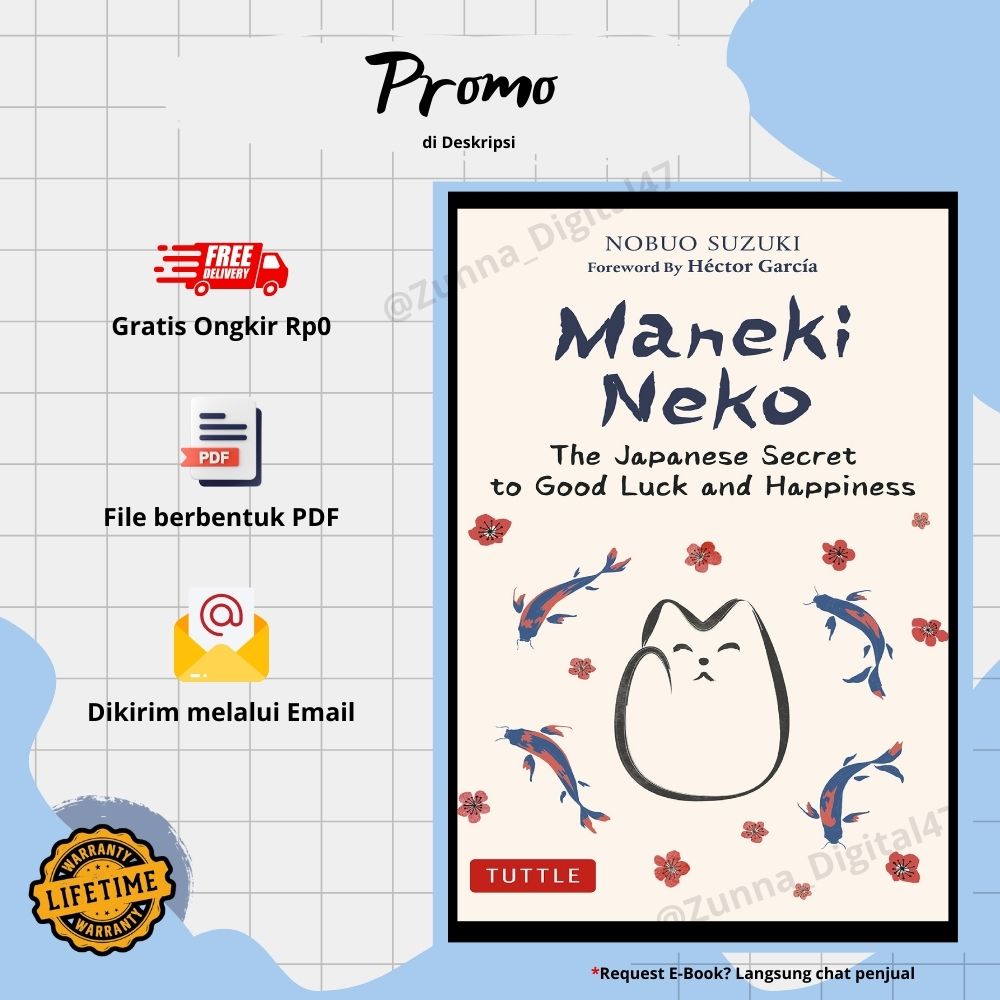 Promo
di Deskripsi
FREE
DELIVERY
Gratis Ongkir Rp0
PDF
File berbentuk PDF
@
Dikirim melalui Email
WARRANTY
LIFETIME
WARRANTY
@Zunna_Digital47
NOBUO SUZUKI
Foreword By Héctor García
Maneki
Neko
The Japanese Secret
to Good Luck and Happiness
TUTTLE
@Zunna_Digital47
*Request E-Book? Langsung chat penjual